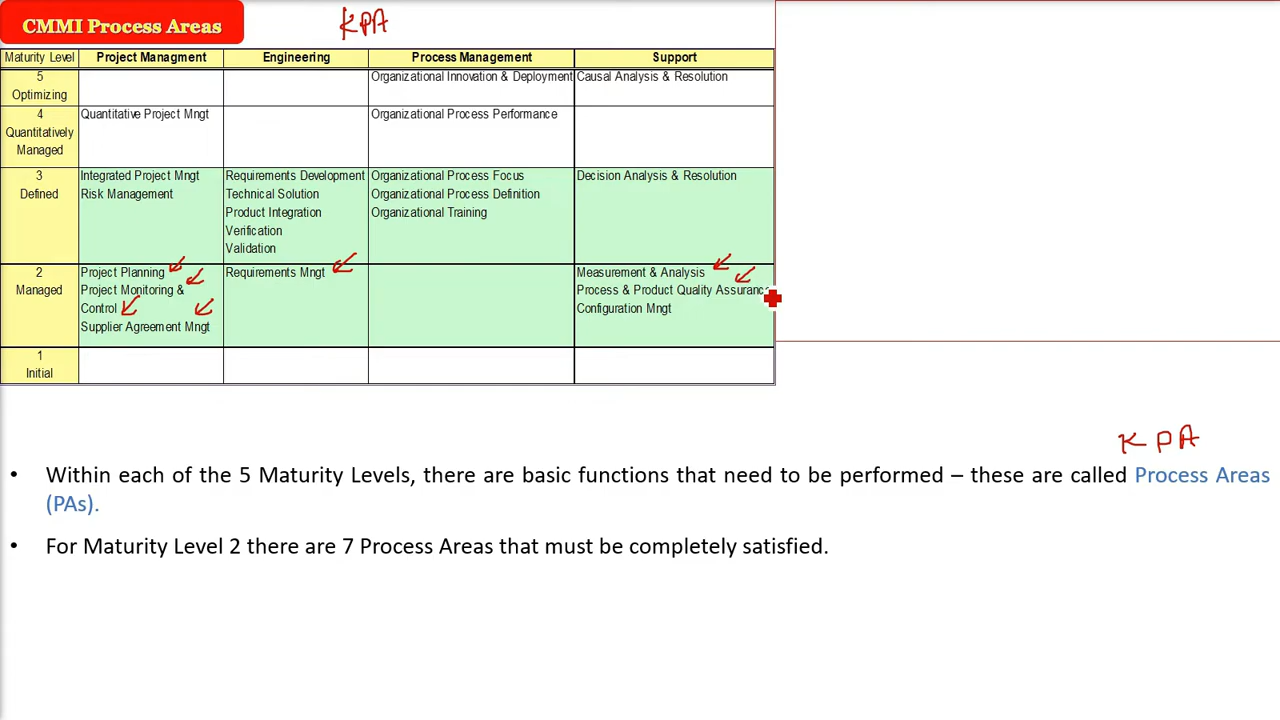 CMMI Process Areas
KPA
Maturity Level Project Managment Engineering Process Management Support
5 Organizational Innovation & Deployment Causal Analysis & Resolution
Optimizing
4 Quantitative Project Mngt Organizational Process Performance
Quantitatively
Managed
3 Integrated Project Mngt Requirements Development Organizational Process Focus Decision Analysis & Resolution
Defined Risk Management Technical Solution Organizational Process Definition
Product Integration Organizational Training
Verification
Validation
2 Project Planning Requirements Mngt Measurement & Analysis
Managed Project Monitoring & Process & Product Quality Assurance
Control Configuration Mngt
Supplier Agreement Mngt
1
Initial
KPA
• Within each of the 5 Maturity Levels, there are basic functions that need to be performed – these are called Process Areas
(PAs).
• For Maturity Level 2 there are 7 Process Areas that must be completely satisfied.